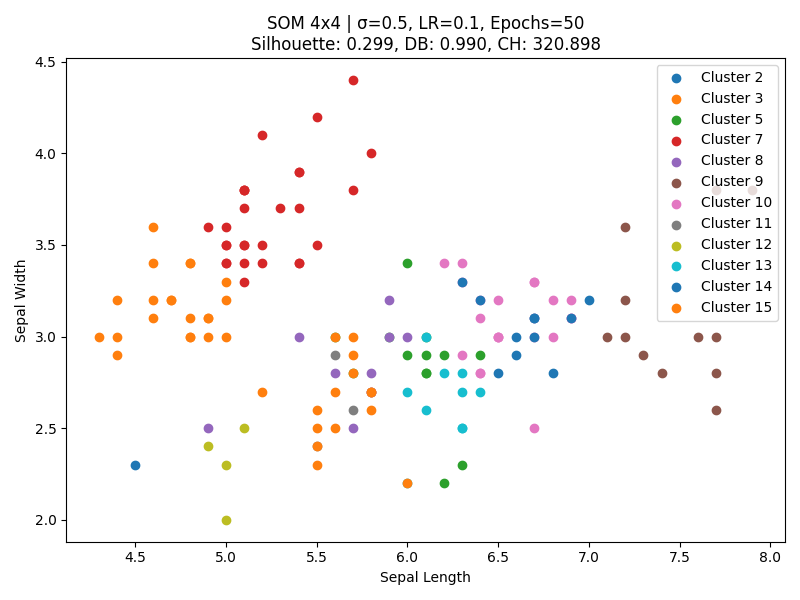 SOM 4x4 | σ=0.5, LR=0.1, Epochs=50
Silhouette: 0.299, DB: 0.990, CH: 320.898
4.5
4.0
3.5
3.0
2.5
2.0
Sepal Width
4.5
5.0
5.5
6.0
6.5
7.0
7.5
8.0
Sepal Length
Cluster 2
Cluster 3
Cluster 5
Cluster 7
Cluster 8
Cluster 9
Cluster 10
Cluster 11
Cluster 12
Cluster 13
Cluster 14
Cluster 15